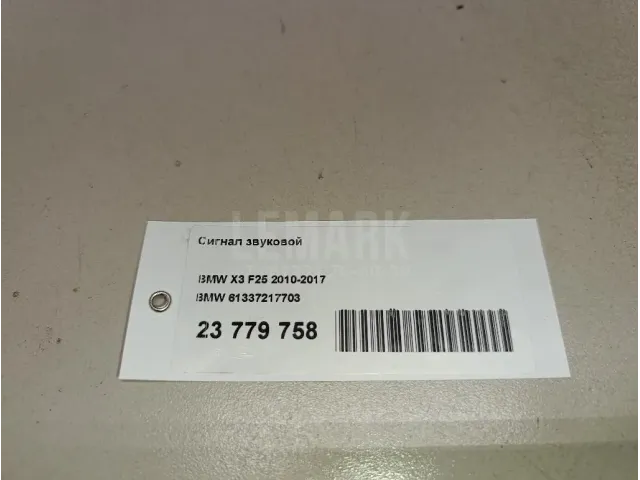 LEMARK
Сигнал звуковой
BMW X3 F25 2010-2017
BMW 61337217703
23 779 758